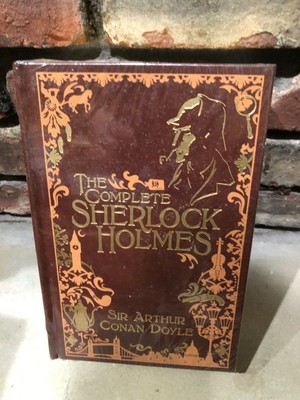 THE
COMPLETE
SHERLOCK
HOLMES
SIR ARTHUR
CONAN DOYLE